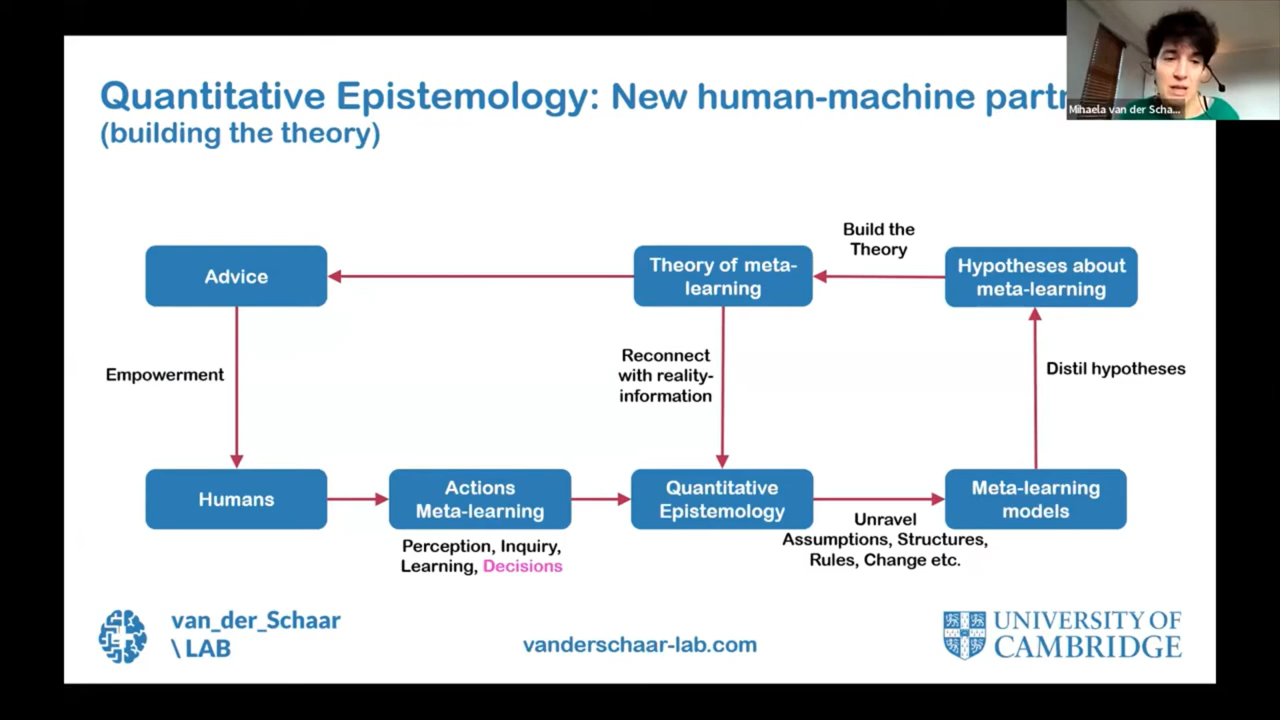 Quantitative Epistemology: New human-machine part
(building the theory)
Mihaela van der Scha...
Build the
Theory
Advice
Theory of meta-
learning
Hypotheses about
meta-learning
Empowerment
Reconnect
with reality-
information
Distil hypotheses
Humans
Actions
Meta-learning
Quantitative
Epistemology
Meta-learning
models
Perception, Inquiry,
Learning, Decisions
Unravel
Assumptions, Structures,
Rules, Change etc.
van_der_Schaar
\ LAB
vanderschaar-lab.com
UNIVERSITY OF
CAMBRIDGE